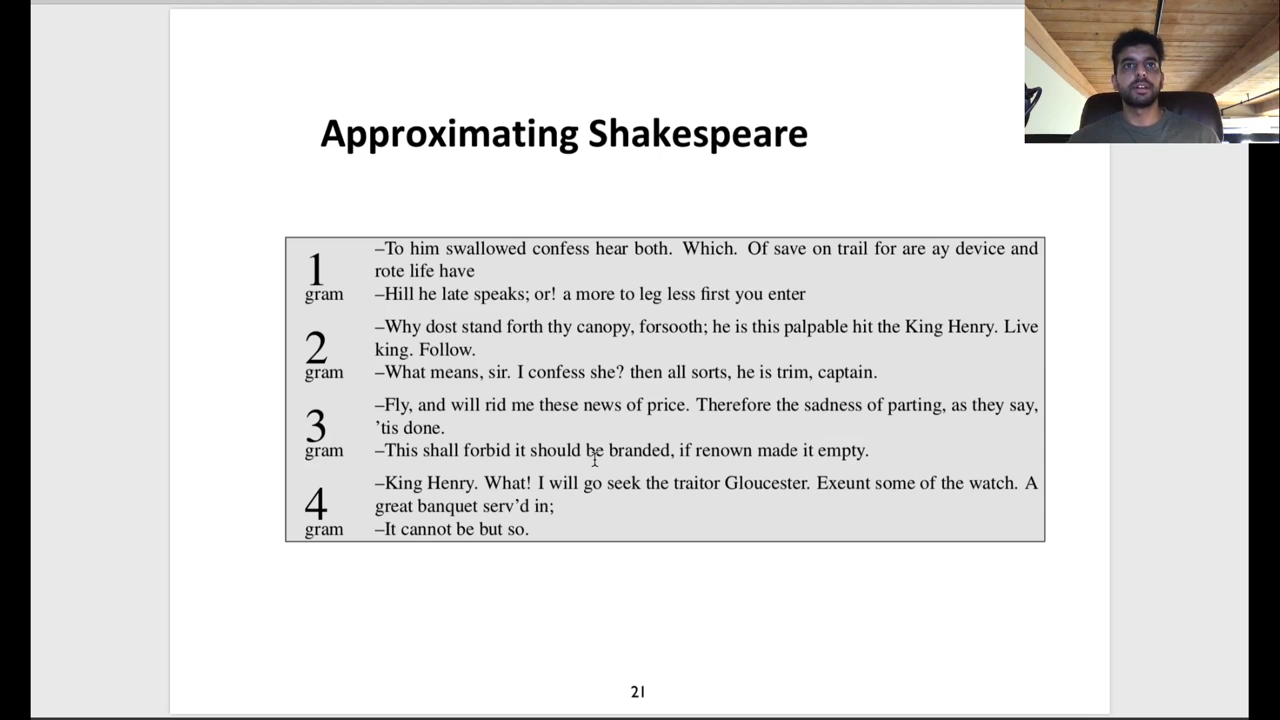 Approximating Shakespeare
1
gram
–To him swallowed confess hear both. Which. Of save on trail for are ay device and
rote life have
–Hill he late speaks; or! a more to leg less first you enter
2
gram
–Why dost stand forth thy canopy, forsooth; he is this palpable hit the King Henry. Live
king. Follow.
–What means, sir. I confess she? then all sorts, he is trim, captain.
3
gram
–Fly, and will rid me these news of price. Therefore the sadness of parting, as they say,
’tis done.
–This shall forbid it should be branded, if renown made it empty.
4
gram
–King Henry. What! I will go seek the traitor Gloucester. Exeunt some of the watch. A
great banquet serv’d in;
–It cannot be but so.
21